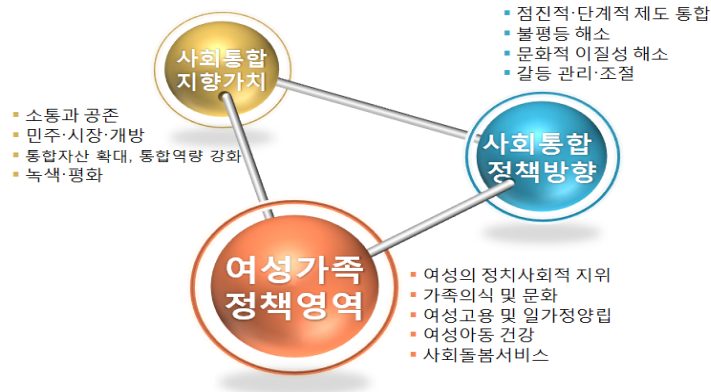 사회통합
지향가치
소통과 공존
민주·시장·개방
통합자산 확대, 통합역량 강화
녹색·평화
점진적·단계적 제도 통합
불평등 해소
문화적 이질성 해소
갈등 관리·조절
사회통합
정책방향
여성가족
정책영역
여성의 정치사회적 지위
가족의식 및 문화
여성고용 및 일가정양립
여성아동 건강
사회돌봄서비스